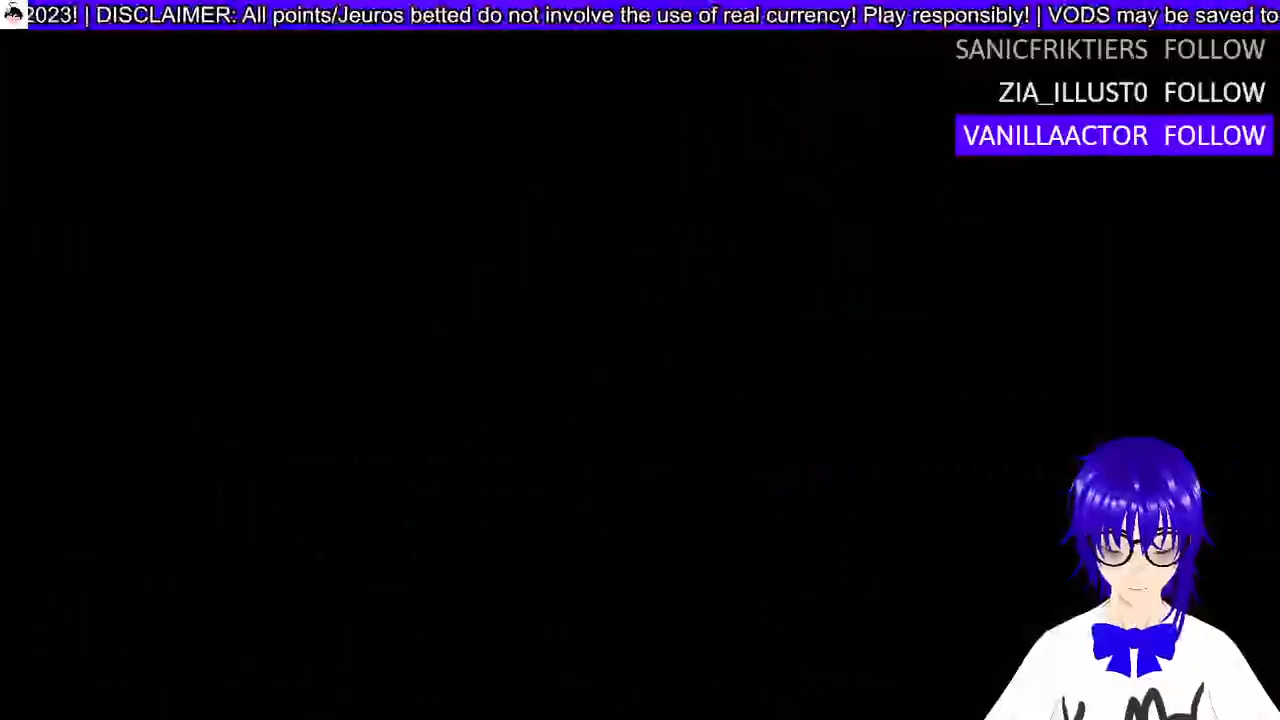 2023! | DISCLAIMER: All points/Jeuros betted do not involve the use of real currency! Play responsibly! | VODS may be saved to
SANICFRIKTIERS FOLLOW
ZIA_ILLUST0 FOLLOW
VANILLAACTOR FOLLOW